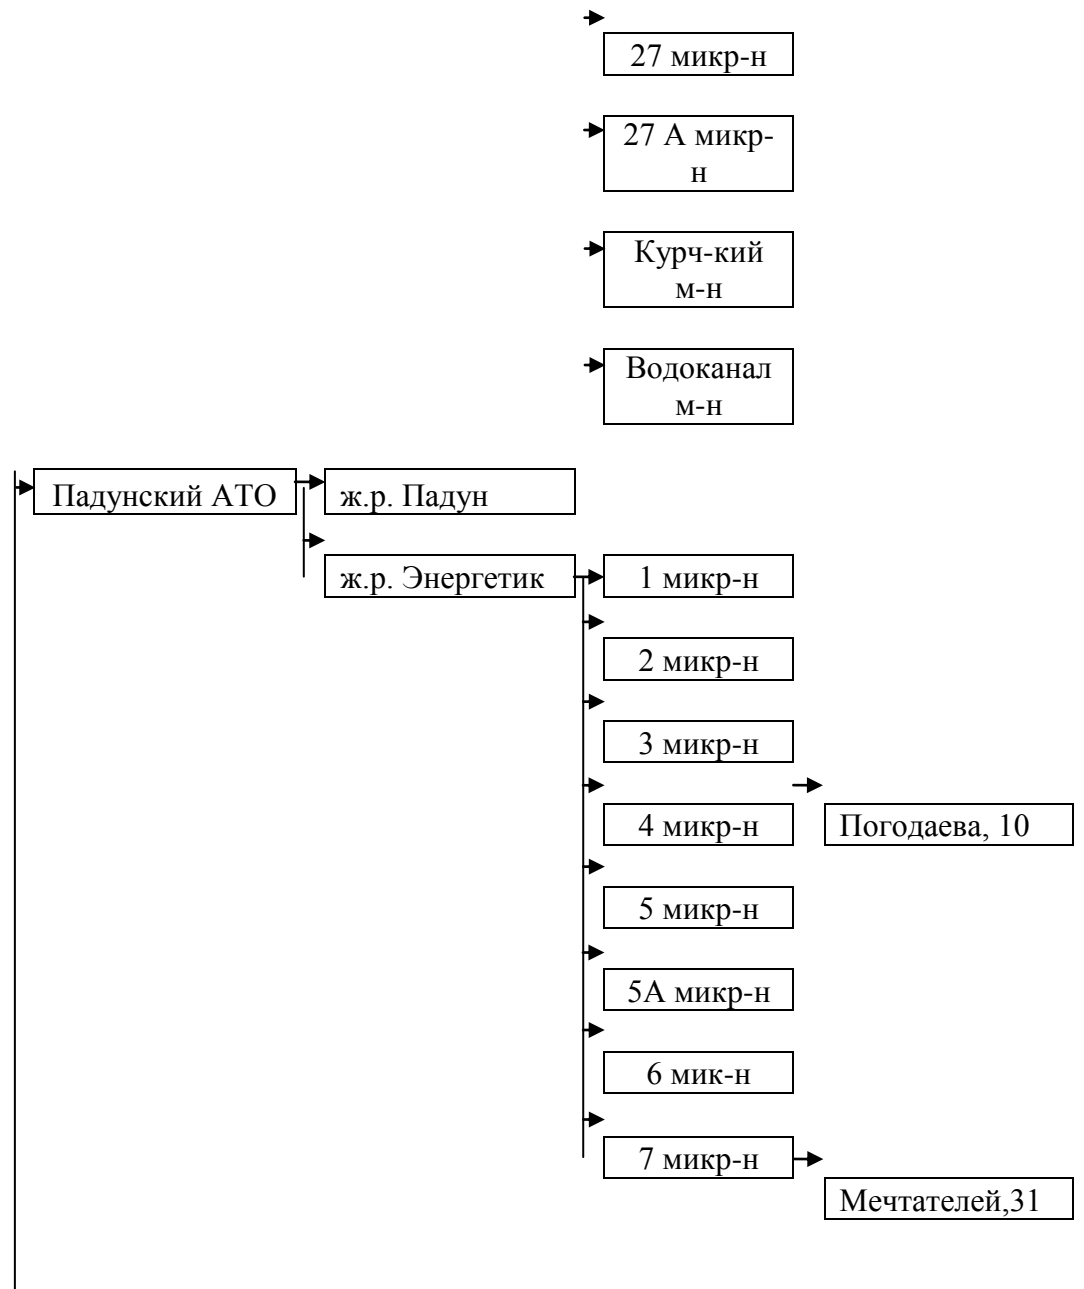 27 микр-н
27 А микр-
н
Курч-кий
м-н
Водоканал
м-н
Падунский АТО
ж.р. Падун
ж.р. Энергетик
1 микр-н
2 микр-н
3 микр-н
4 микр-н
Погодаева, 10
5 микр-н
5А микр-н
6 мик-н
7 микр-н
Мечтателей,31